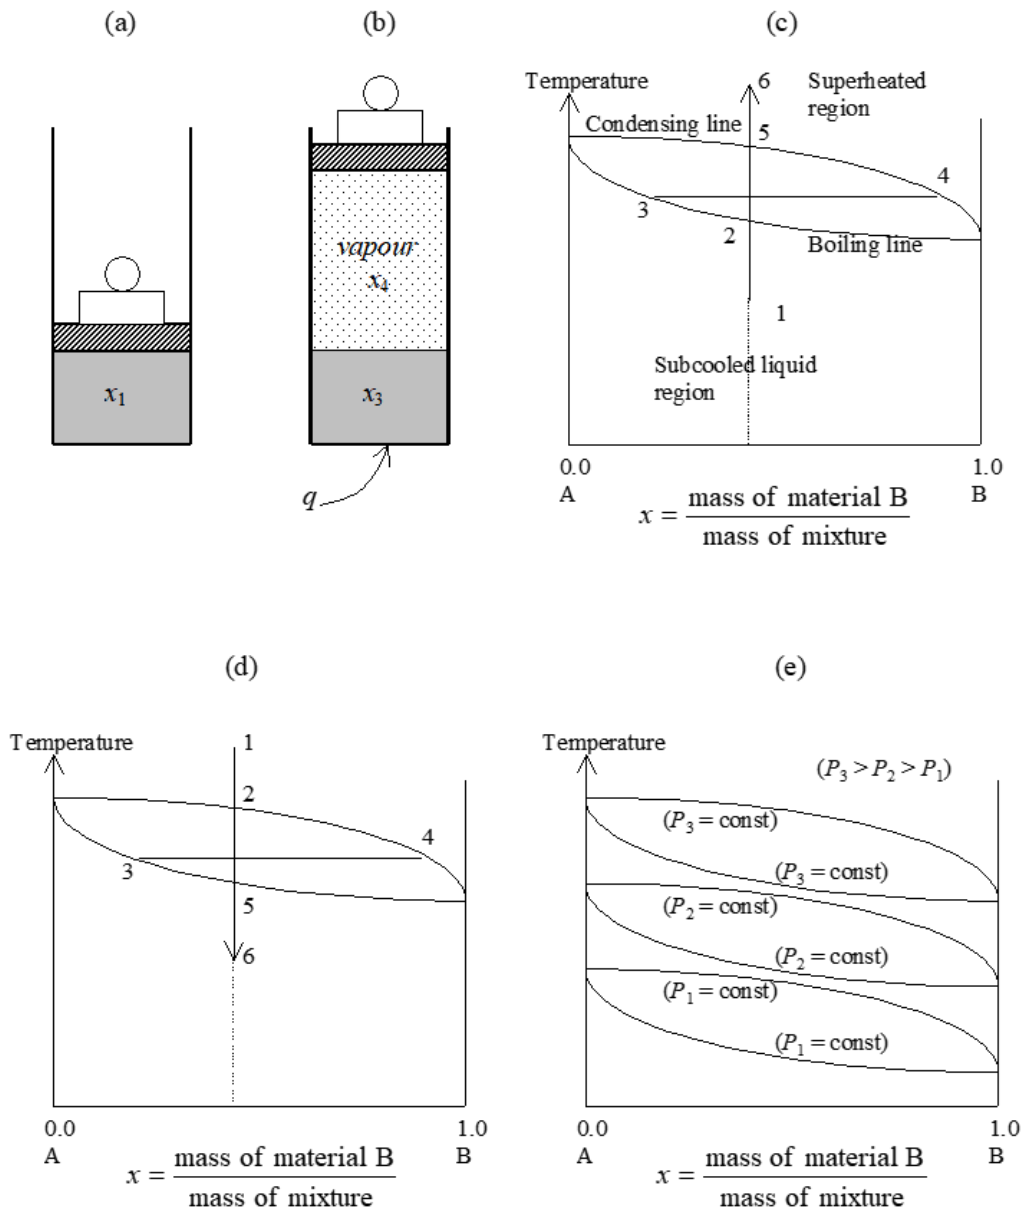 (a)
(b)
(c)
x₁
vapour
x₄
x₃
q
Temperature
6
Superheated
region
Condensing line
5
4
3
2
Boiling line
1
Subcooled liquid
region
0.0
1.0
A
B
x = mass of material B / mass of mixture
(d)
(e)
Temperature
1
2
4
3
5
6
0.0
1.0
A
B
x = mass of material B / mass of mixture
Temperature
(P₃ > P₂ > P₁)
(P₃ = const)
(P₃ = const)
(P₂ = const)
(P₂ = const)
(P₁ = const)
(P₁ = const)
0.0
1.0
A
B
x = mass of material B / mass of mixture